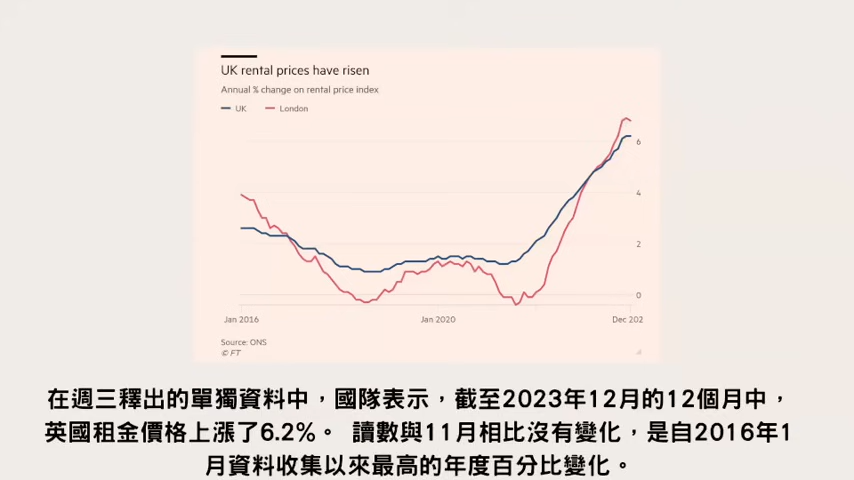 UK rental prices have risen
Annual % change on rental price index
UK London
6
4
2
0
Jan 2016 Jan 2020 Dec 202
Source: ONS
© FT
在週三釋出的單獨資料中，國隊表示，截至2023年12月的12個月中，
英國租金價格上漲了6.2%。 讀數與11月相比沒有變化，是自2016年1
月資料收集以來最高的年度百分比變化。